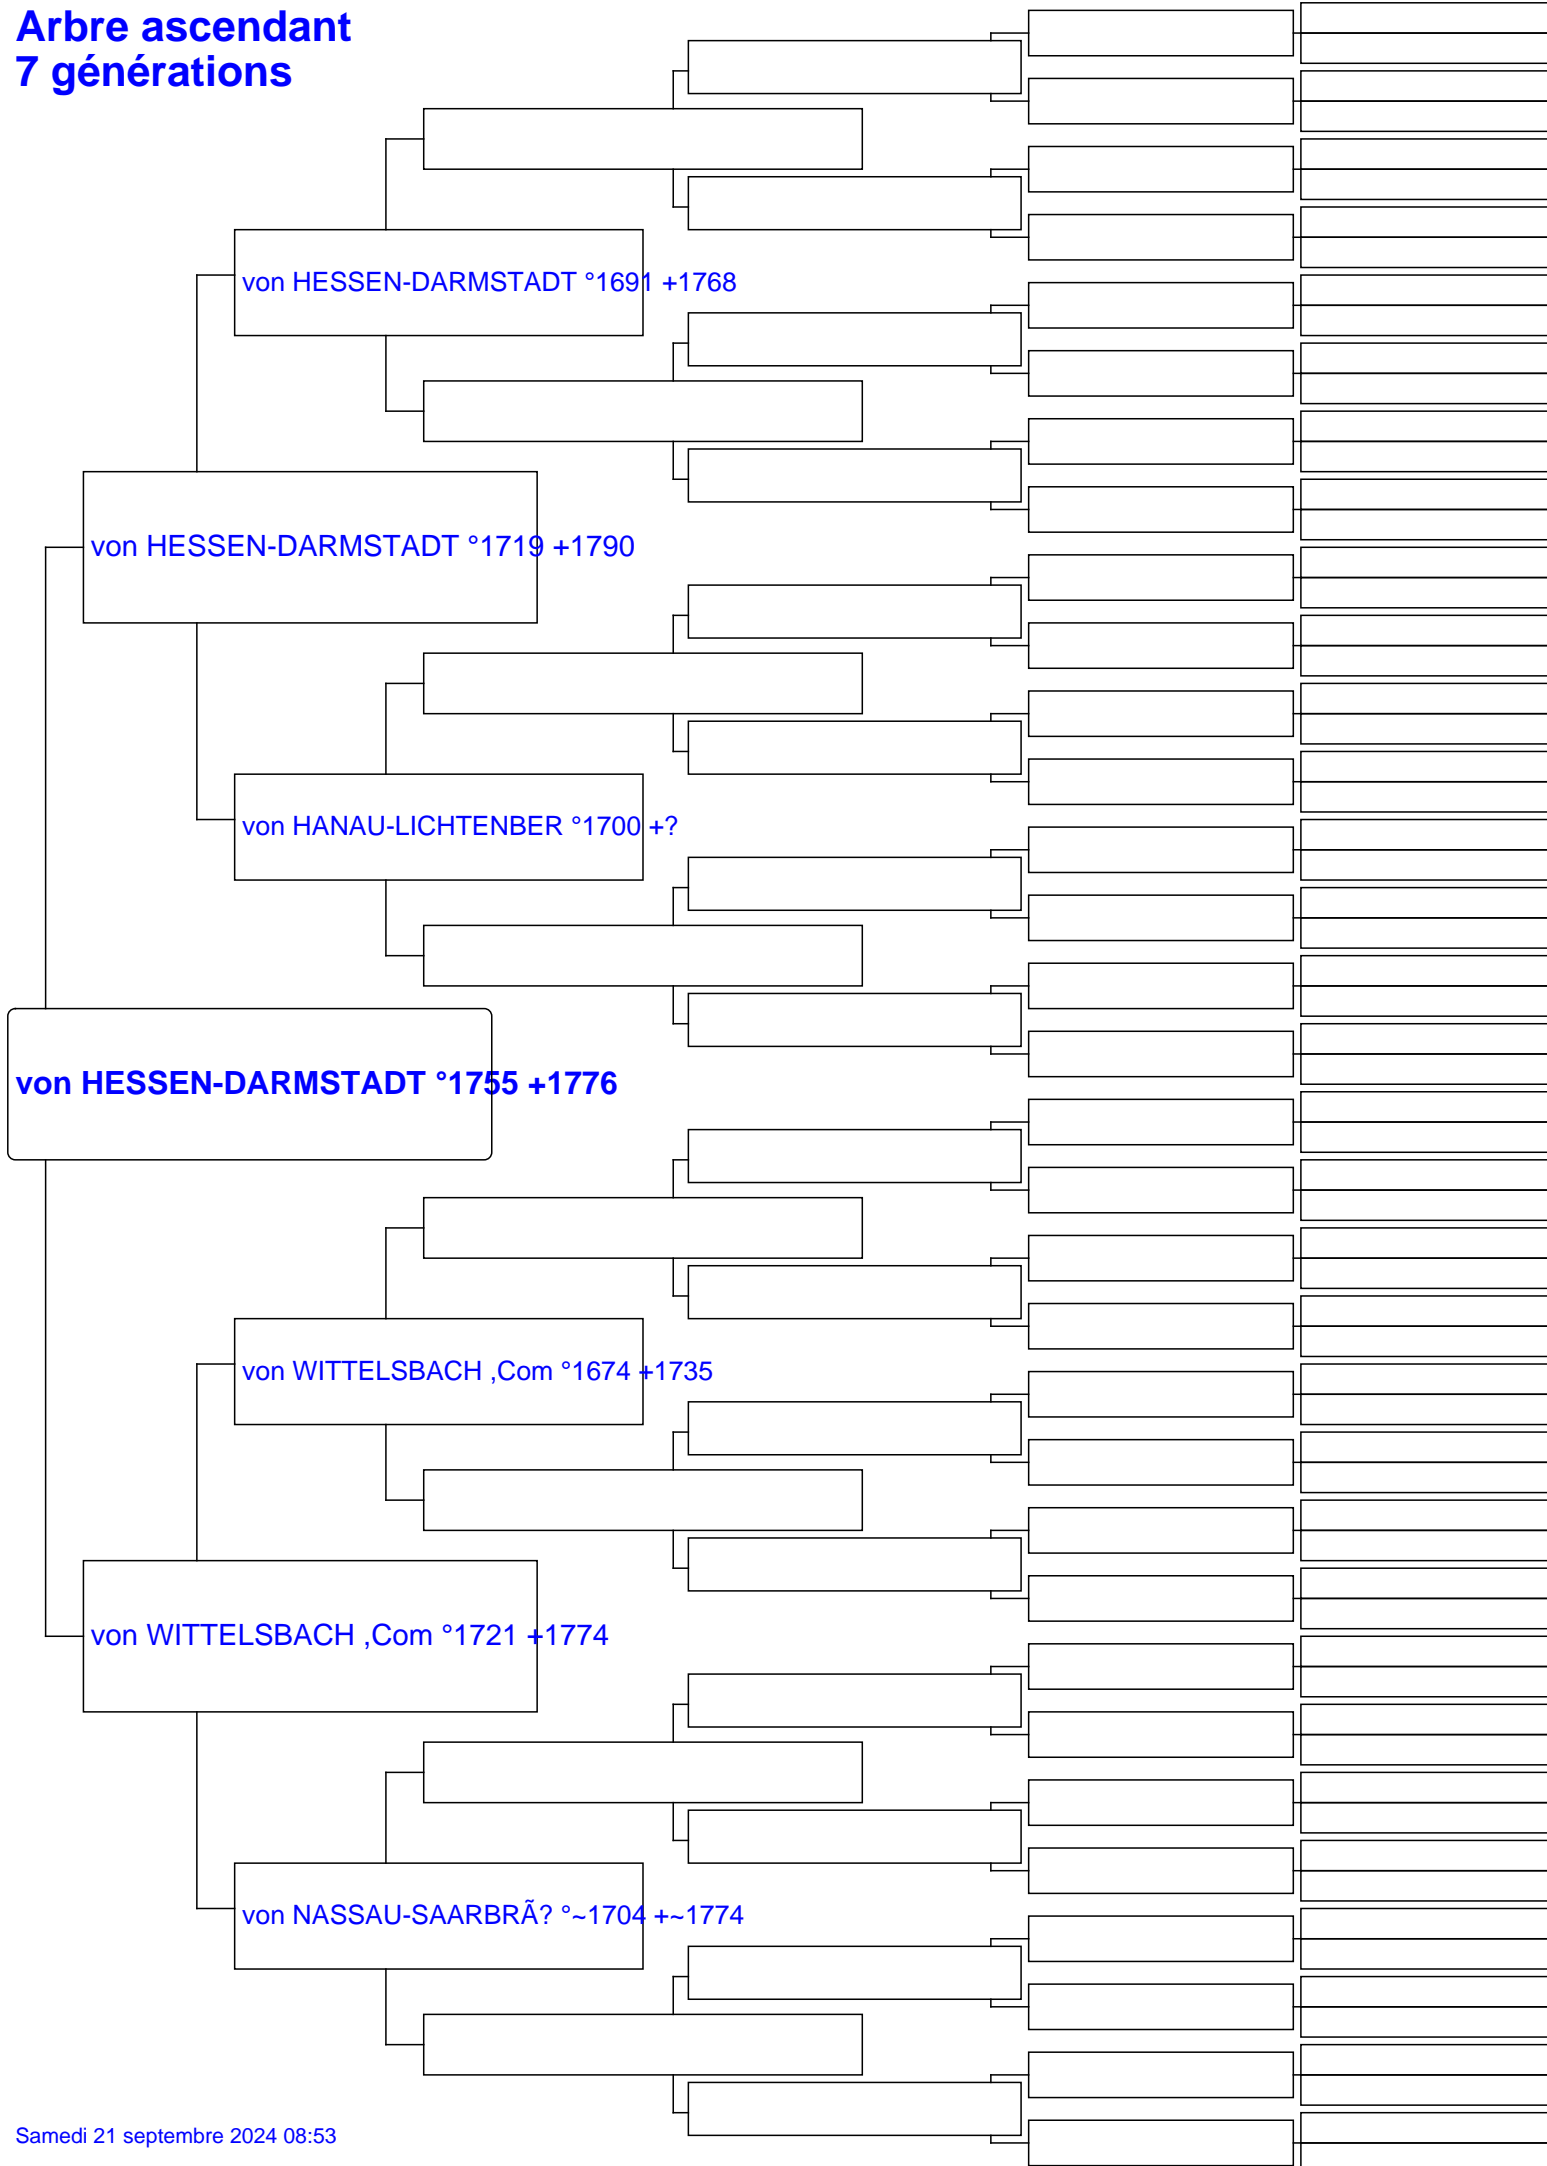 Arbre ascendant
7 générations
von HESSEN-DARMSTADT °1691 +1768
von HESSEN-DARMSTADT °1719 +1790
von HANAU-LICHTENBER °1700 +?
von HESSEN-DARMSTADT °1755 +1776
von WITTELSBACH ,Com °1674 +1735
von WITTELSBACH ,Com °1721 +1774
von NASSAU-SAARBRÃ? °~1704 +~1774
Samedi 21 septembre 2024 08:53